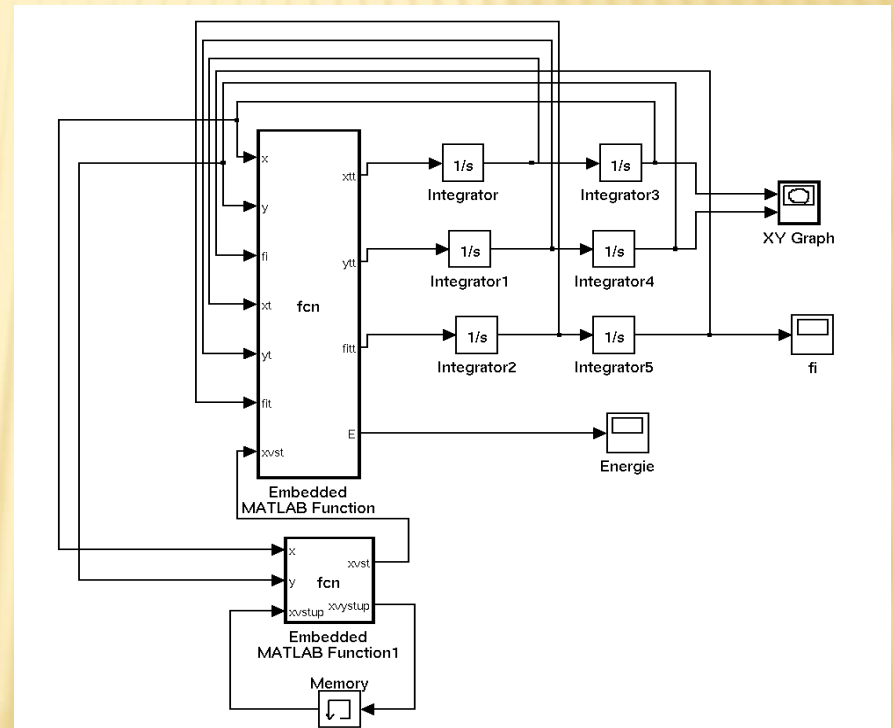 x
y
fi
xt
yt
fit
xvst
fcn
xtt
ytt
fitt
E
Embedded
MATLAB Function
1/s
Integrator
1/s
Integrator3
1/s
Integrator1
1/s
Integrator4
1/s
Integrator2
1/s
Integrator5
XY Graph
fi
Energie
x
y
xvstup
fcn
xvst
xvystup
Embedded
MATLAB Function1
Memory